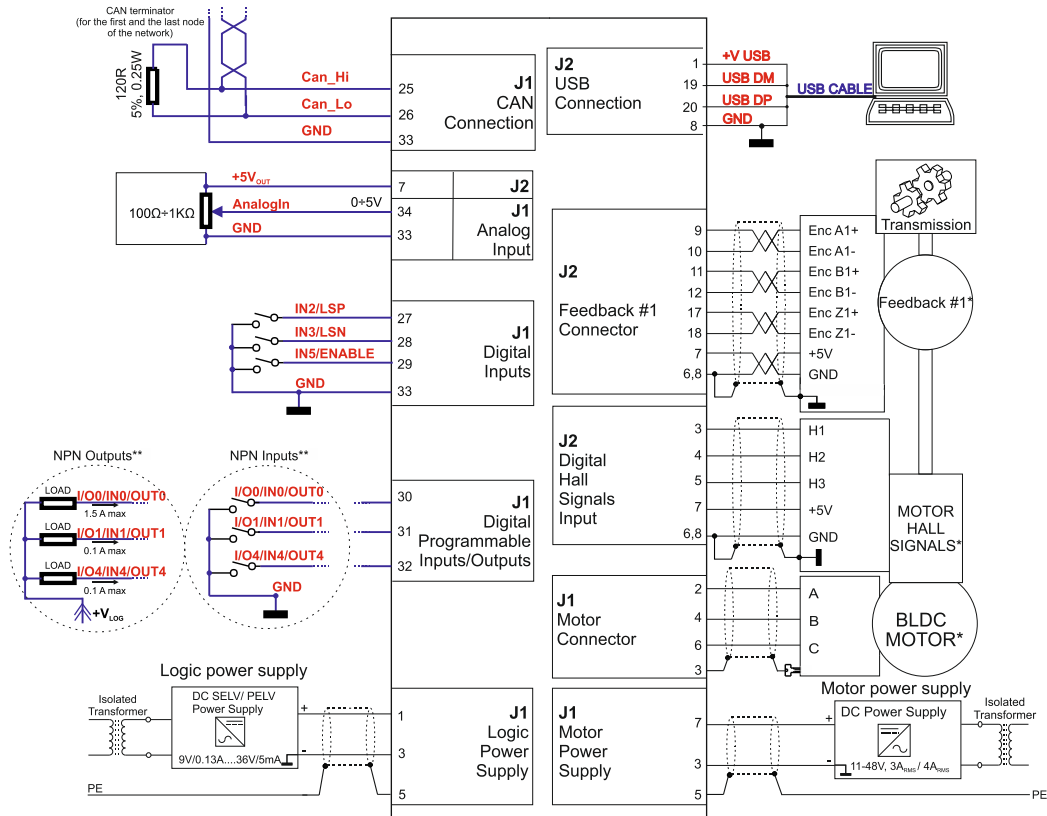 CAN terminator
(for the first and the last node
of the network)
120R
5%, 0.25W
Can_Hi
Can_Lo
GND
25
26
33
J1
CAN
Connection
J2
USB
Connection
1
19
20
8
+V USB
USB DM
USB DP
GND
USB CABLE
100Ω÷1KΩ
+5VOUT
AnalogIn
0÷5V
GND
7
34
33
J2
J1
Analog
Input
IN2/LSP
IN3/LSN
IN5/ENABLE
GND
27
28
29
33
J1
Digital
Inputs
J2
Feedback #1
Connector
9
10
11
12
17
18
7
6,8
Enc A1+
Enc A1-
Enc B1+
Enc B1-
Enc Z1+
Enc Z1-
+5V
GND
Transmission
Feedback #1*
NPN Outputs**
LOAD
I/O0/IN0/OUT0
1.5 A max
LOAD
I/O1/IN1/OUT1
0.1 A max
LOAD
I/O4/IN4/OUT4
0.1 A max
+VLOG
NPN Inputs**
I/O0/IN0/OUT0
I/O1/IN1/OUT1
I/O4/IN4/OUT4
GND
30
31
32
J1
Digital
Programmable
Inputs/Outputs
J2
Digital
Hall
Signals
Input
3
4
5
7
6,8
H1
H2
H3
+5V
GND
MOTOR
HALL
SIGNALS*
J1
Motor
Connector
2
4
6
3
A
B
C
BLDC
MOTOR*
Logic power supply
Isolated
Transformer
DC SELV/ PELV
Power Supply
9V/0.13A....36V/5mA
+
-
PE
1
3
5
J1
Logic
Power
Supply
J1
Motor
Power
Supply
7
3
5
Motor power supply
+
-
DC Power Supply
11-48V, 3ARMS / 4ARMS
Isolated
Transformer
PE